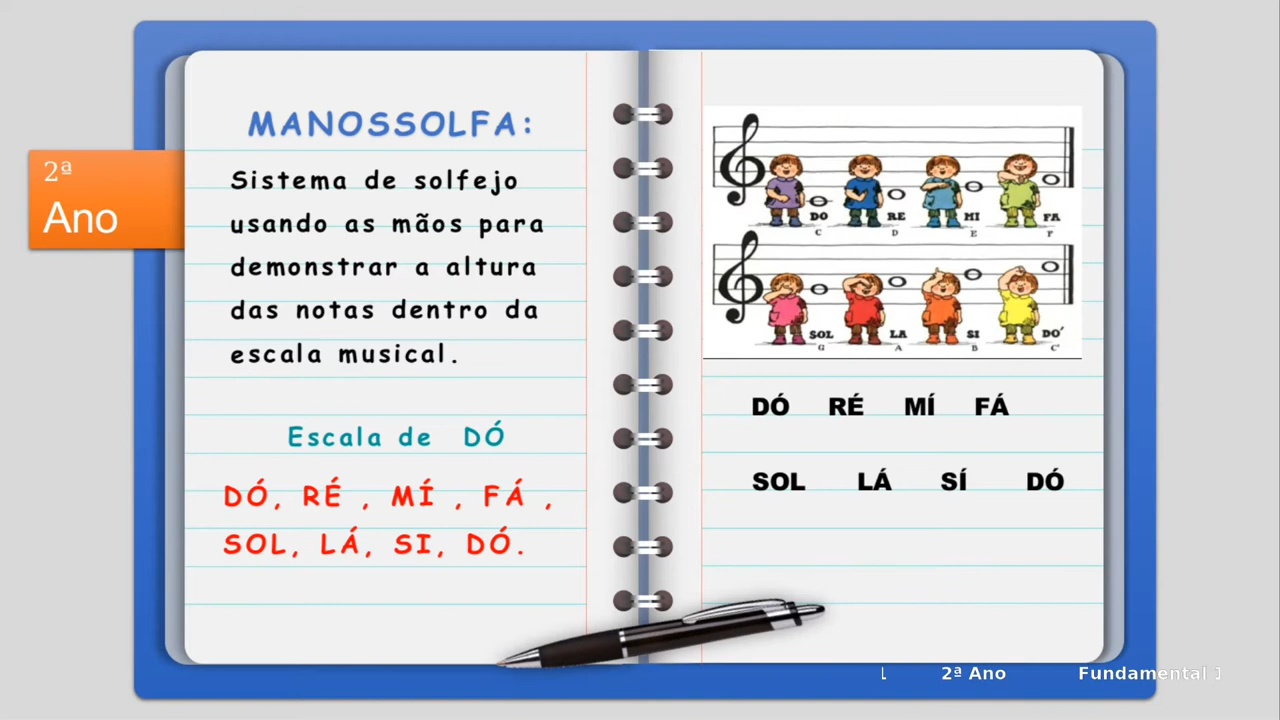 2ª
Ano
MANOSSOLFA:
Sistema de solfejo
usando as mãos para
demonstrar a altura
das notas dentro da
escala musical.
Escala de DÓ
DÓ, RÉ , MÍ , FÁ ,
SOL, LÁ, SI, DÓ.
DO RE MI FA
C D E F
SOL LA SI DO'
G A B C'
DÓ RÉ MÍ FÁ
SOL LÁ SÍ DÓ
1 2ª Ano Fundamental 1